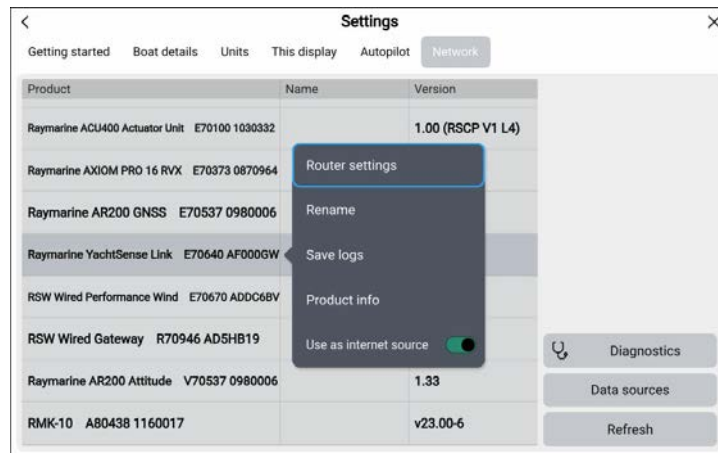 Settings
Getting started Boat details Units This display Autopilot Network
Product Name Version
Raymarine ACU400 Actuator Unit E70100 1030332 1.00 (RSCP V1 L4)
Raymarine AXIOM PRO 16 RVX E70373 0870964
Router settings
Raymarine AR200 GNSS E70537 0980006
Rename
Raymarine YachtSense Link E70640 AF000GW
Save logs
RSW Wired Performance Wind E70670 ADDC6BV
Product info
RSW Wired Gateway R70946 AD5HB19
Use as internet source
Diagnostics
Raymarine AR200 Attitude V70537 0980006 1.33
Data sources
RMK-10 A80438 1160017 v23.00-6
Refresh